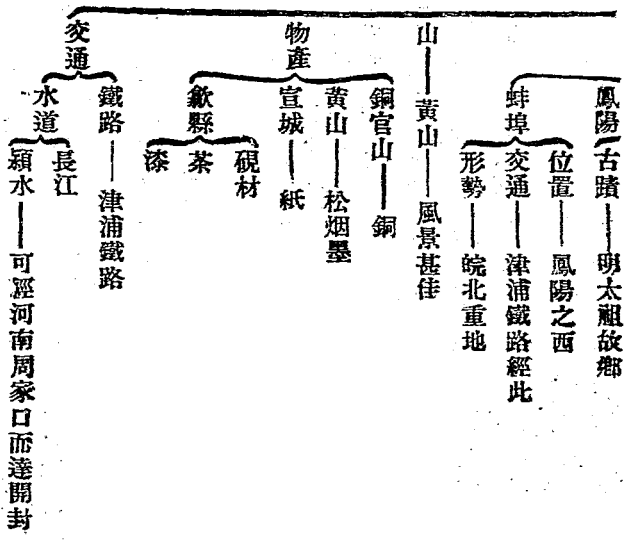 鳳陽
古蹟——明太祖故鄉
蚌埠
位置——鳳陽之西
交通——津浦鐵路經此
形勢——皖北重地
山——黃山——風景甚佳
物產
銅官山——銅
黃山——松烟墨
宣城——紙
歙縣
硯材
茶
漆
交通
鐵路——津浦鐵路
水道
長江
潁水——可逕河南周家口而達開封